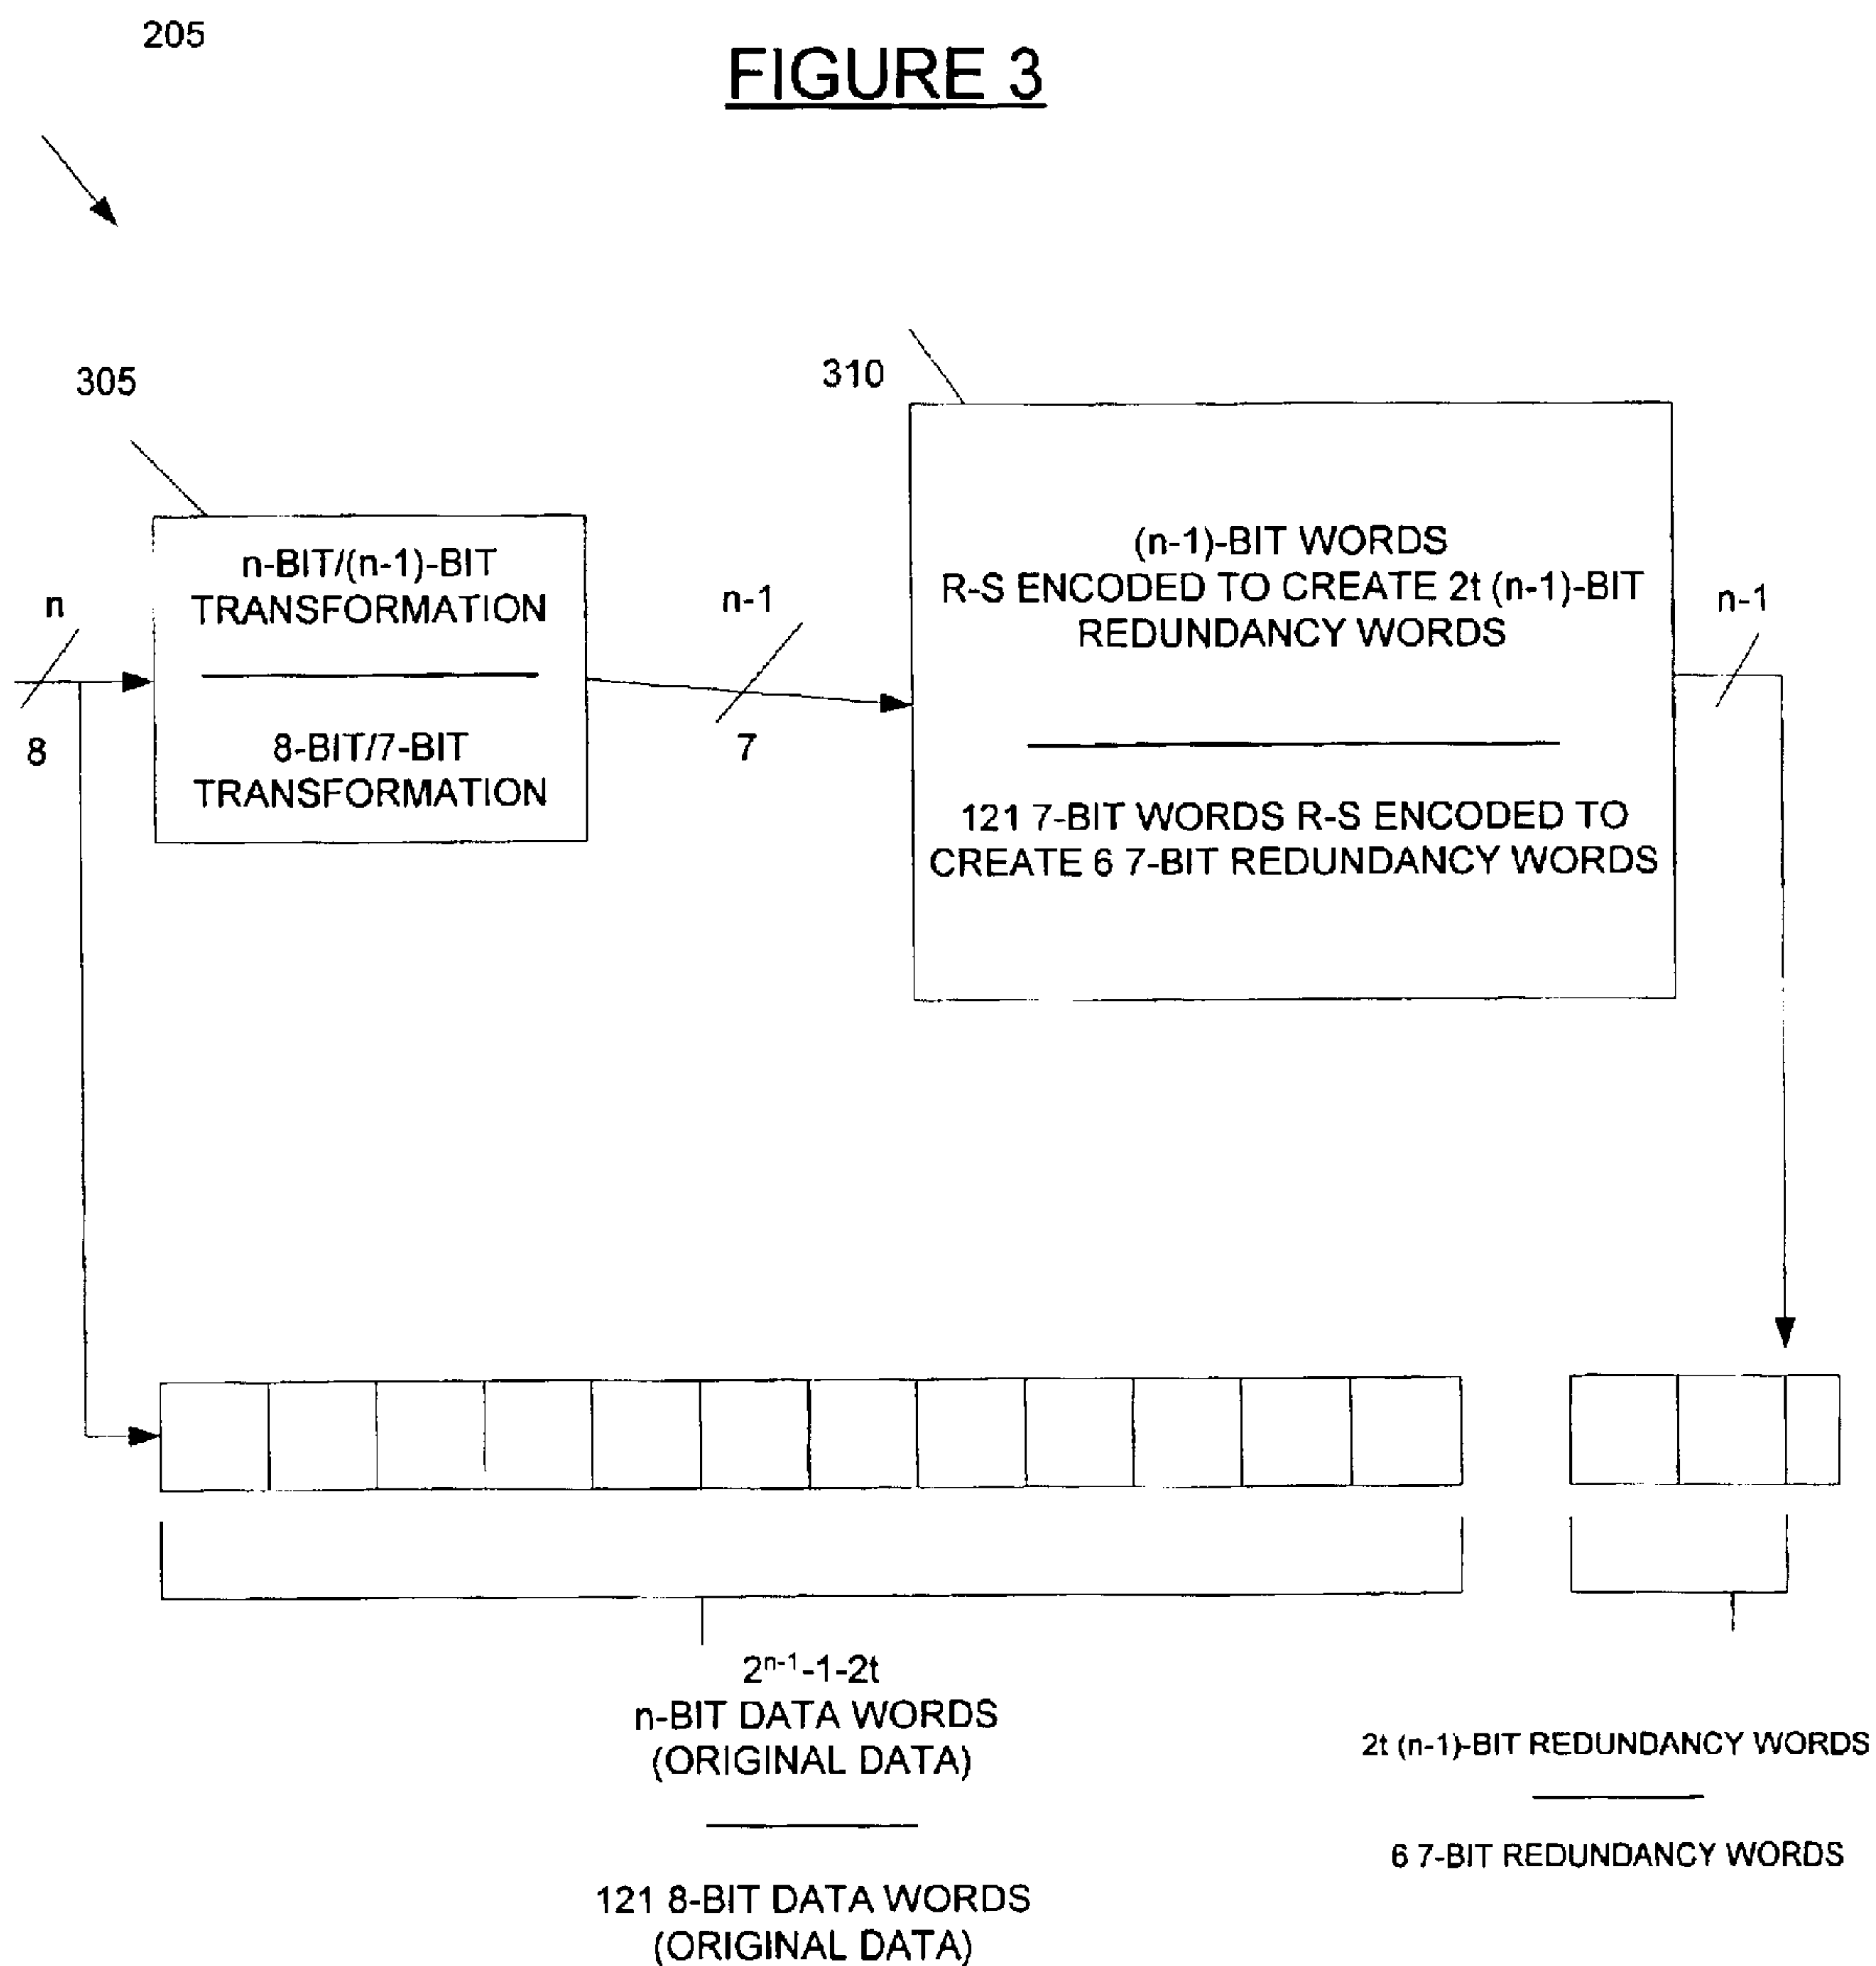 205
FIGURE 3
305
310
n-BIT/(n-1)-BIT
TRANSFORMATION
8-BIT/7-BIT
TRANSFORMATION
n
8
n-1
7
(n-1)-BIT WORDS
R-S ENCODED TO CREATE 2t (n-1)-BIT
REDUNDANCY WORDS
121 7-BIT WORDS R-S ENCODED TO
CREATE 6 7-BIT REDUNDANCY WORDS
n-1
2ⁿ⁻¹-1-2t
n-BIT DATA WORDS
(ORIGINAL DATA)
121 8-BIT DATA WORDS
(ORIGINAL DATA)
2t (n-1)-BIT REDUNDANCY WORDS
6 7-BIT REDUNDANCY WORDS